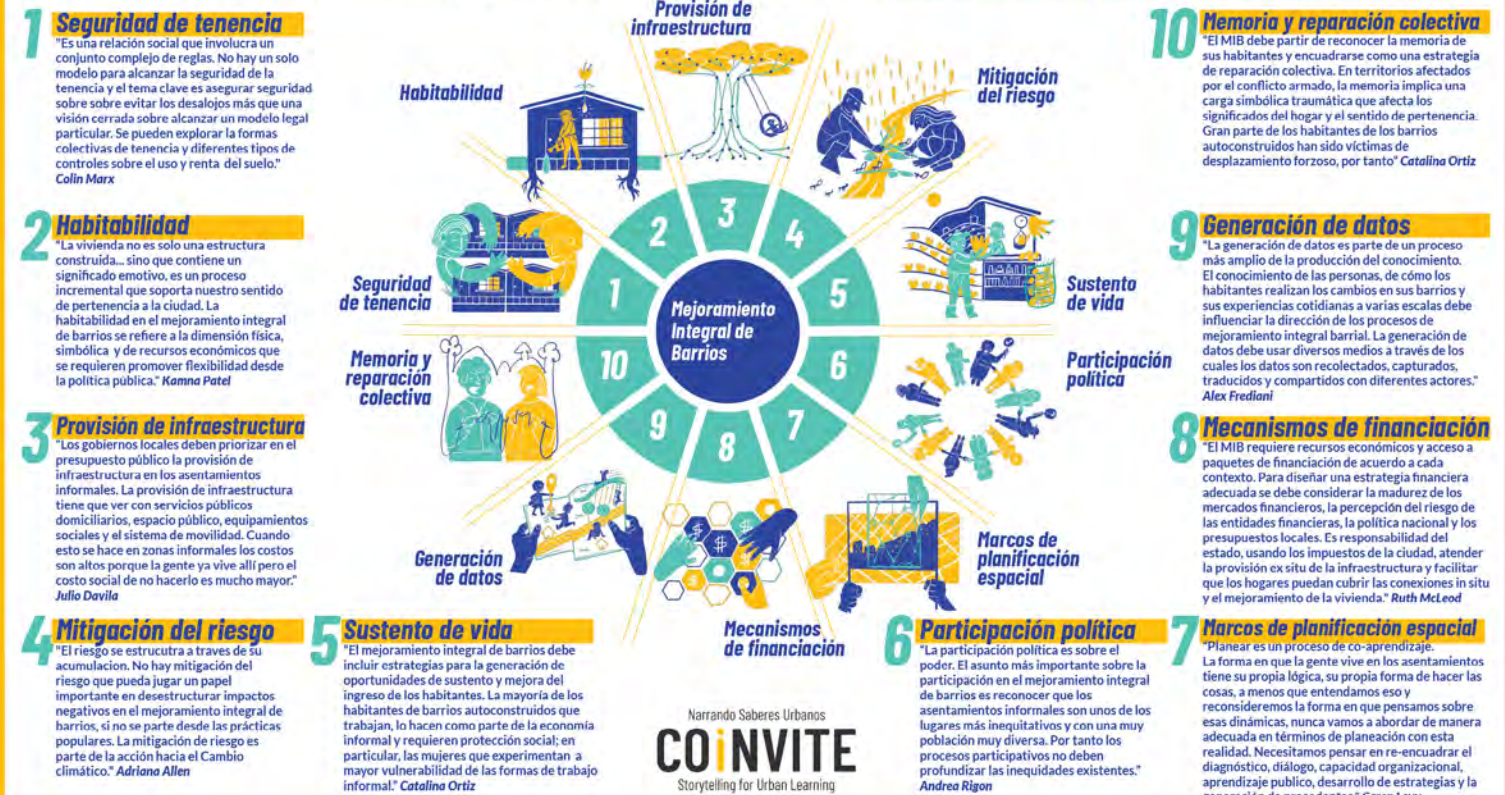 1 Seguridad de tenencia
"Es una relación social que involucra un
conjunto complejo de reglas. No hay un solo
modelo para alcanzar la seguridad de la
tenencia y el tema clave es asegurar seguridad
sobre sobre evitar los desalojos más que una
visión cerrada sobre alcanzar un modelo legal
particular. Se pueden explorar la formas
colectivas de tenencia y diferentes tipos de
controles sobre el uso y renta del suelo."
Colin Marx
2 Habitabilidad
"La vivienda no es solo una estructura
construida... sino que contiene un
significado emotivo, es un proceso
incremental que soporta nuestro sentido
de pertenencia a la ciudad. La
habitabilidad en el mejoramiento integral
de barrios se refiere a la dimensión física,
simbólica y de recursos económicos que
se requieren promover flexibilidad desde
la política pública." Kamna Patel
3 Provisión de infraestructura
"Los gobiernos locales deben priorizar en el
presupuesto público la provisión de
infraestructura en los asentamientos
informales. La provisión de infraestructura
tiene que ver con servicios públicos
domiciliarios, espacio público, equipamientos
sociales y el sistema de movilidad. Cuando
esto se hace en zonas informales los costos
son altos porque la gente ya vive allí pero el
costo social de no hacerlo es mucho mayor."
Julio Davila
4 Mitigación del riesgo
"El riesgo se estrucutra a traves de su
acumulacion. No hay mitigación del
riesgo que pueda jugar un papel
importante en desestructurar impactos
negativos en el mejoramiento integral de
barrios, si no se parte desde las prácticas
populares. La mitigación de riesgo es
parte de la acción hacia el Cambio
climático." Adriana Allen
5 Sustento de vida
"El mejoramiento integral de barrios debe
incluir estrategias para la generación de
oportunidades de sustento y mejora del
ingreso de los habitantes. La mayoría de los
habitantes de barrios autoconstruidos que
trabajan, lo hacen como parte de la economía
informal y requieren protección social; en
particular, las mujeres que experimentan a
mayor vulnerabilidad de las formas de trabajo
informal." Catalina Ortiz
Provisión de
infraestructura
Habitabilidad
Mitigación
del riesgo
Seguridad
de tenencia
Sustento
de vida
Memoria y
reparación
colectiva
Participación
política
Generación
de datos
Marcos de
planificación
espacial
Mecanismos
de financiación
1
2
3
4
5
6
7
8
9
10
Mejoramiento
Integral de
Barrios
Narrando Saberes Urbanos
COiNVITE
Storytelling for Urban Learning
6 Participación política
"La participación política es sobre el
poder. El asunto más importante sobre la
participación en el mejoramiento integral
de barrios es reconocer que los
asentamientos informales son unos de los
lugares más inequitativos y con una muy
población muy diversa. Por tanto los
procesos participativos no deben
profundizar las inequidades existentes."
Andrea Rigon
10 Memoria y reparación colectiva
"El MIB debe partir de reconocer la memoria de
sus habitantes y encuadrarse como una estrategia
de reparación colectiva. En territorios afectados
por el conflicto armado, la memoria implica una
carga simbólica traumática que afecta los
significados del hogar y el sentido de pertenencia.
Gran parte de los habitantes de los barrios
autoconstruidos han sido víctimas de
desplazamiento forzoso, por tanto" Catalina Ortiz
9 Generación de datos
"La generación de datos es parte de un proceso
más amplio de la producción del conocimiento.
El conocimiento de las personas, de cómo los
habitantes realizan los cambios en sus barrios y
sus experiencias cotidianas a varias escalas debe
influenciar la dirección de los procesos de
mejoramiento integral barrial. La generación de
datos debe usar diversos medios a través de los
cuales los datos son recolectados, capturados,
traducidos y compartidos con diferentes actores."
Alex Frediani
8 Mecanismos de financiación
"El MIB requiere recursos económicos y acceso a
paquetes de financiación de acuerdo a cada
contexto. Para diseñar una estrategia financiera
adecuada se debe considerar la madurez de los
mercados financieros, la percepción del riesgo de
las entidades financieras, la política nacional y los
presupuestos locales. Es responsabilidad del
estado, usando los impuestos de la ciudad, atender
la provisión ex situ de la infraestructura y facilitar
que los hogares puedan cubrir las conexiones in situ
y el mejoramiento de la vivienda." Ruth McLeod
7 Marcos de planificación espacial
"Planear es un proceso de co-aprendizaje.
La forma en que la gente vive en los asentamientos
tiene su propia lógica, su propia forma de hacer las
cosas, a menos que entendamos eso y
reconsideremos la forma en que pensamos sobre
esas dinámicas, nunca vamos a abordar de manera
adecuada en términos de planeación con esta
realidad. Necesitamos pensar en re-encuadrar el
diagnóstico, diálogo, capacidad organizacional,
aprendizaje publico, desarrollo de estrategias y la